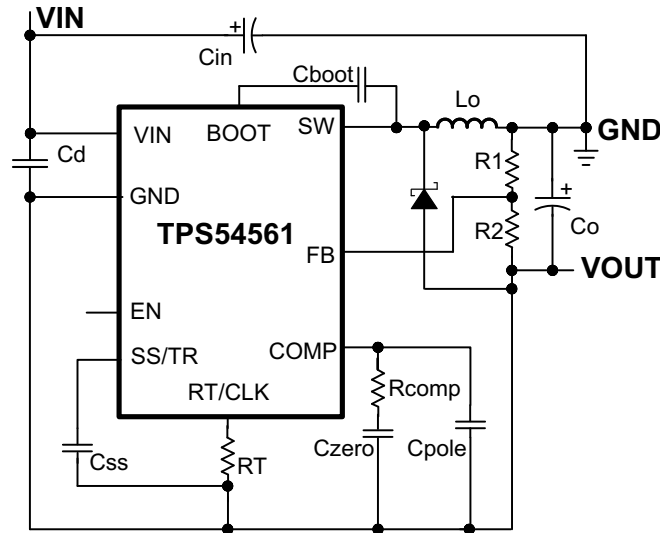 VIN
+
Cin
Cboot
Lo
VIN
BOOT
SW
GND
Cd
R1
GND
+
TPS54561
R2
Co
FB
VOUT
EN
COMP
SS/TR
RT/CLK
Rcomp
Css
RT
Czero
Cpole